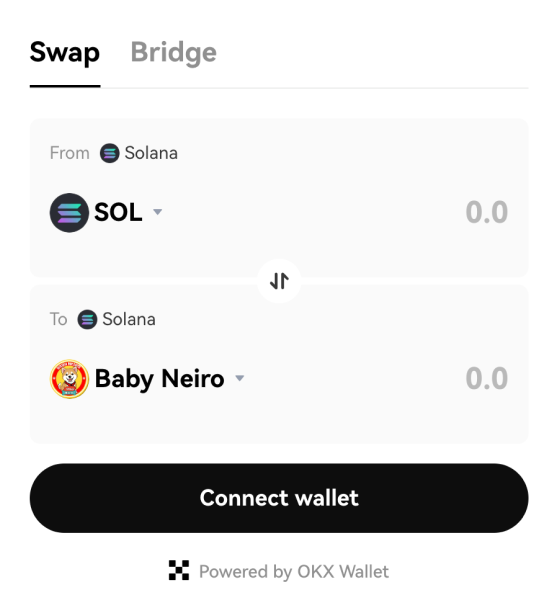 Swap Bridge
From Solana
SOL 0.0
To Solana
Baby Neiro 0.0
Connect wallet
Powered by OKX Wallet